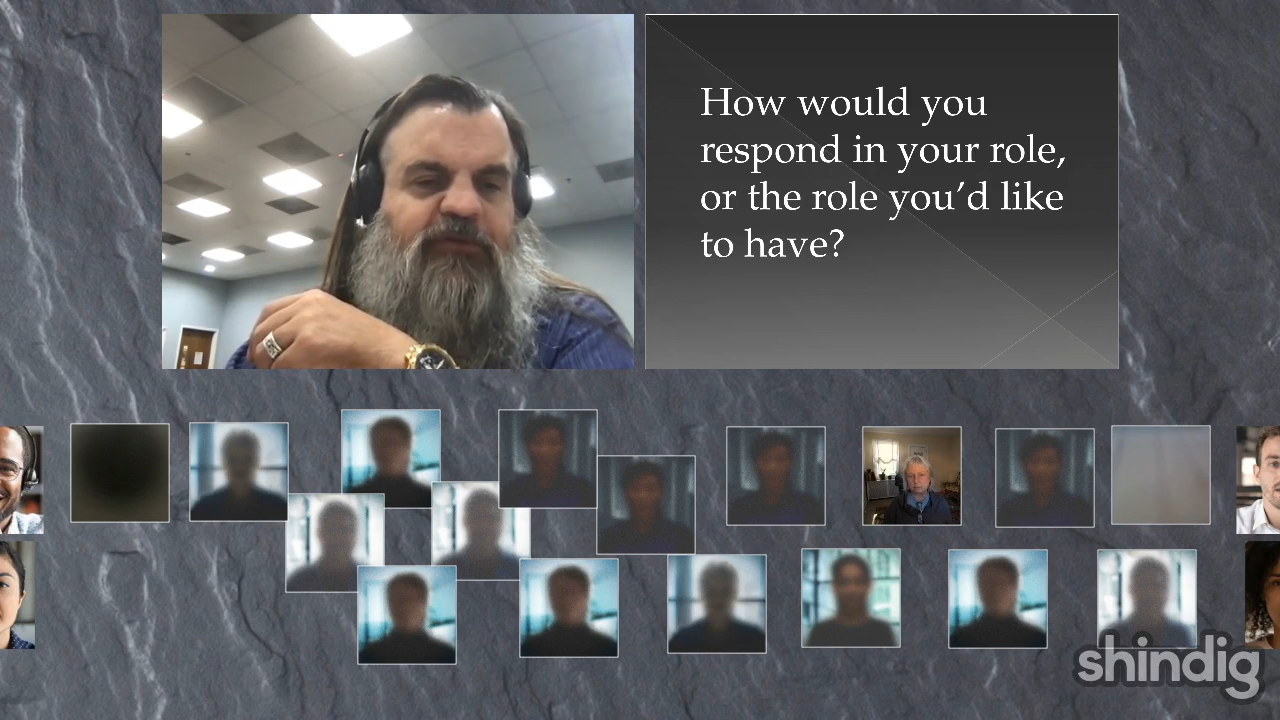 How would you
respond in your role,
or the role you’d like
to have?
shindig